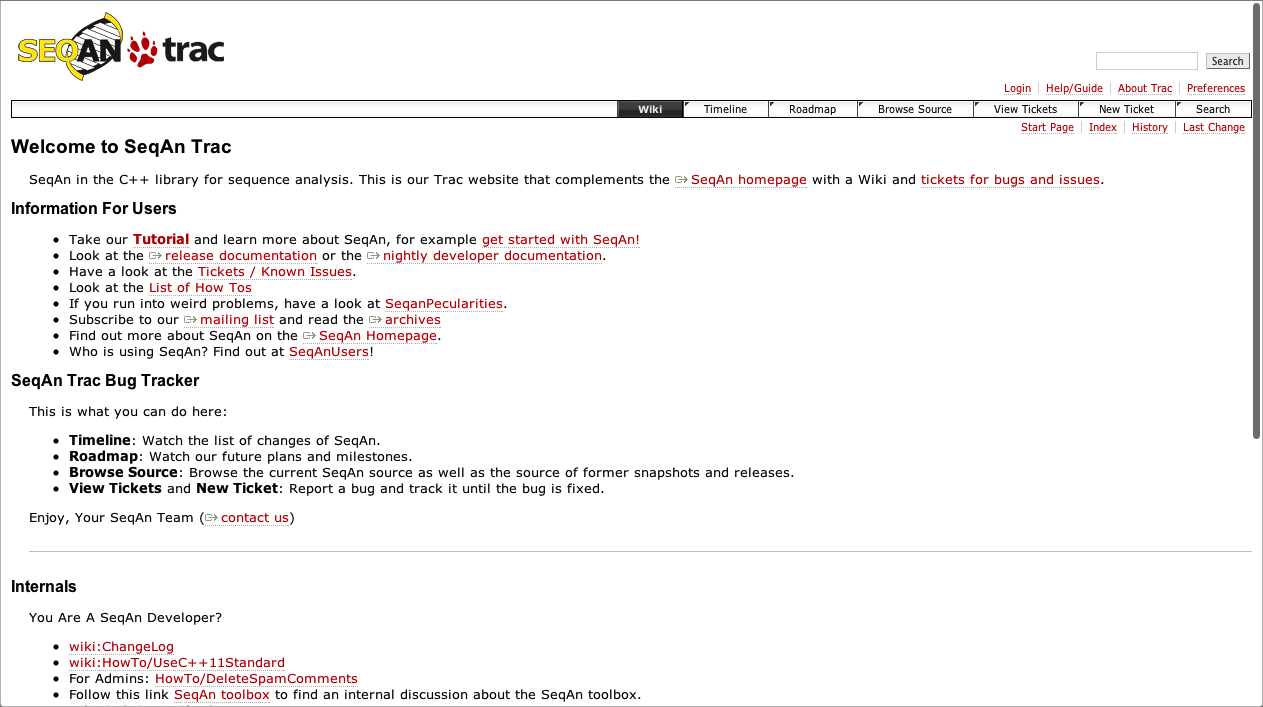 SEQAN trac
Search
Login Help/Guide About Trac Preferences
Wiki Timeline Roadmap Browse Source View Tickets New Ticket Search
Start Page Index History Last Change
Welcome to SeqAn Trac
SeqAn in the C++ library for sequence analysis. This is our Trac website that complements the SeqAn homepage with a Wiki and tickets for bugs and issues.
Information For Users
Take our Tutorial and learn more about SeqAn, for example get started with SeqAn!
Look at the release documentation or the nightly developer documentation.
Have a look at the Tickets / Known Issues.
Look at the List of How Tos
If you run into weird problems, have a look at SeqanPecularities.
Subscribe to our mailing list and read the archives
Find out more about SeqAn on the SeqAn Homepage.
Who is using SeqAn? Find out at SeqAnUsers!
SeqAn Trac Bug Tracker
This is what you can do here:
Timeline: Watch the list of changes of SeqAn.
Roadmap: Watch our future plans and milestones.
Browse Source: Browse the current SeqAn source as well as the source of former snapshots and releases.
View Tickets and New Ticket: Report a bug and track it until the bug is fixed.
Enjoy, Your SeqAn Team (contact us)
Internals
You Are A SeqAn Developer?
wiki:ChangeLog
wiki:HowTo/UseC++11Standard
For Admins: HowTo/DeleteSpamComments
Follow this link SeqAn toolbox to find an internal discussion about the SeqAn toolbox.